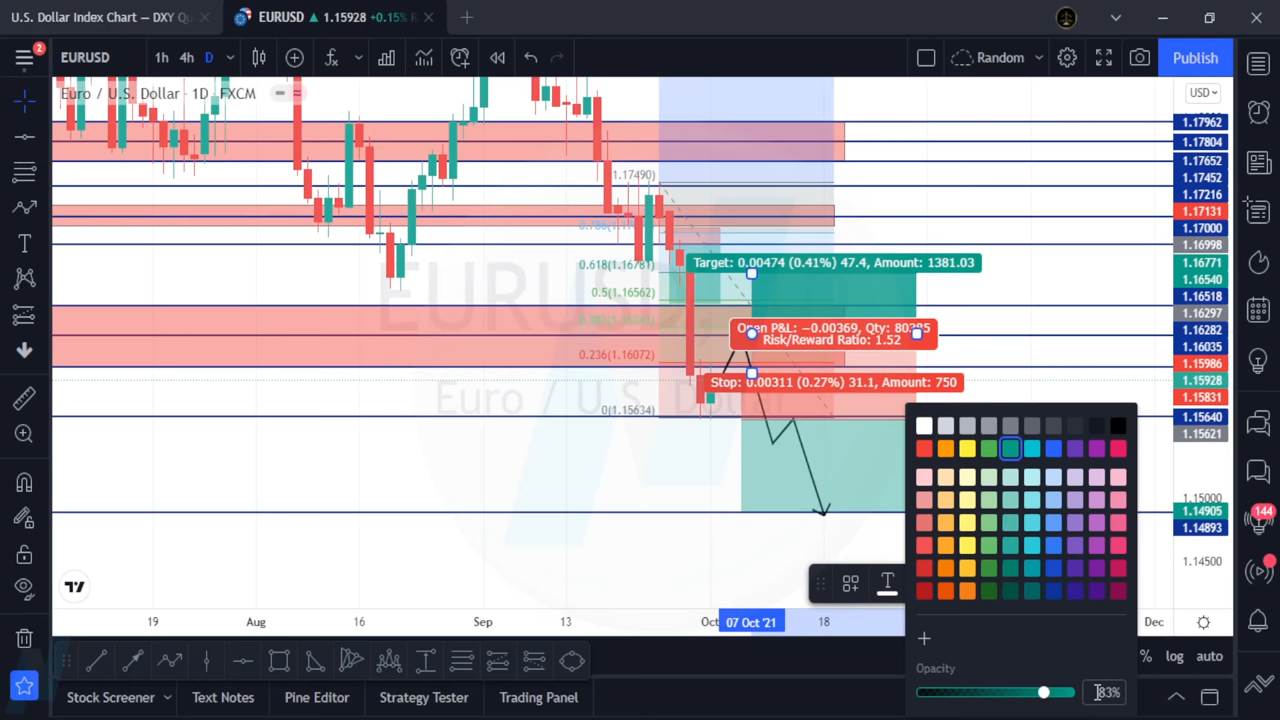 U.S. Dollar Index Chart — DXY Qu
EURUSD ▲ 1.15928 +0.15%
2
EURUSD 1h 4h D Random Publish
Euro / U.S. Dollar · 1D · FXCM
USD
1.17962
1.17804
1.17652
1.17452
1.17216
1.17131
1.17000
1.16998
1.16771
1.16540
1.16518
1.16297
1.16282
1.16035
1.15986
1.15928
1.15831
1.15640
1.15621
1.15000
1.14905
1.14893
1.14500
(1.17490)
0.618(1.16781)
0.5(1.16562)
0.236(1.16072)
0(1.15634)
Target: 0.00474 (0.41%) 47.4, Amount: 1381.03
Open P&L: −0.00369, Qty: 80385
Risk/Reward Ratio: 1.52
Stop: 0.00311 (0.27%) 31.1, Amount: 750
EURUSD, 1D
Euro / U.S. Dollar
144
19 Aug 16 Sep 13 Oct 07 Oct '21 18 Dec
% log auto
Opacity
83%
Stock Screener Text Notes Pine Editor Strategy Tester Trading Panel